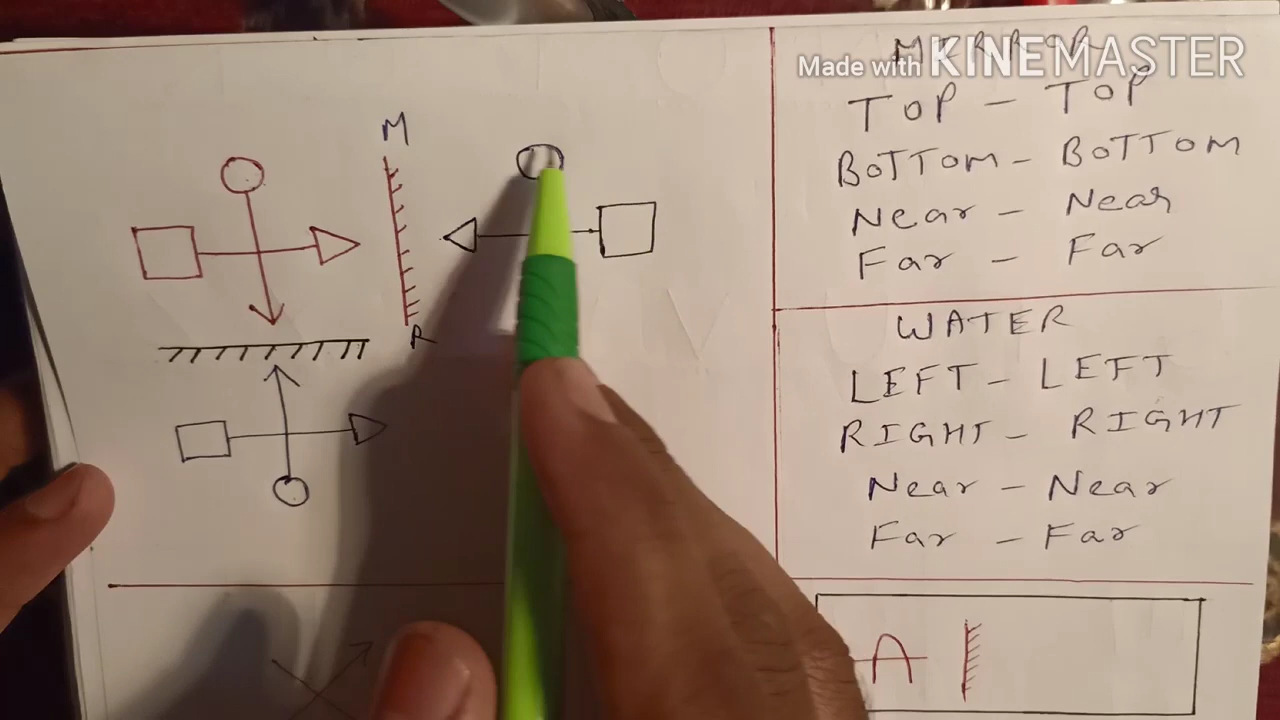 Made with KINEMASTER
MIRROR
TOP - TOP
BOTTOM - BOTTOM
Near - Near
Far - Far
WATER
LEFT - LEFT
RIGHT - RIGHT
Near - Near
Far - Far
M
R
A